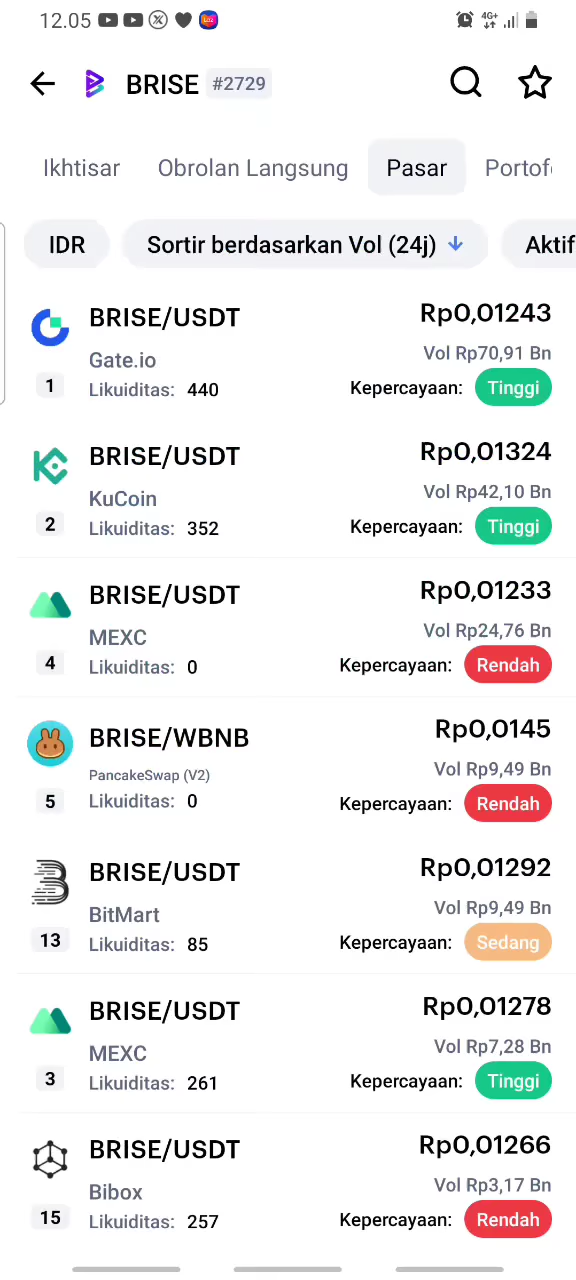 12.05
4G+
BRISE #2729
Ikhtisar Obrolan Langsung Pasar Portofo
IDR Sortir berdasarkan Vol (24j) Aktif
BRISE/USDT Rp0,01243
Gate.io Vol Rp70,91 Bn
1 Likuiditas: 440 Kepercayaan: Tinggi
BRISE/USDT Rp0,01324
KuCoin Vol Rp42,10 Bn
2 Likuiditas: 352 Kepercayaan: Tinggi
BRISE/USDT Rp0,01233
MEXC Vol Rp24,76 Bn
4 Likuiditas: 0 Kepercayaan: Rendah
BRISE/WBNB Rp0,0145
PancakeSwap (V2) Vol Rp9,49 Bn
5 Likuiditas: 0 Kepercayaan: Rendah
BRISE/USDT Rp0,01292
BitMart Vol Rp9,49 Bn
13 Likuiditas: 85 Kepercayaan: Sedang
BRISE/USDT Rp0,01278
MEXC Vol Rp7,28 Bn
3 Likuiditas: 261 Kepercayaan: Tinggi
BRISE/USDT Rp0,01266
Bibox Vol Rp3,17 Bn
15 Likuiditas: 257 Kepercayaan: Rendah